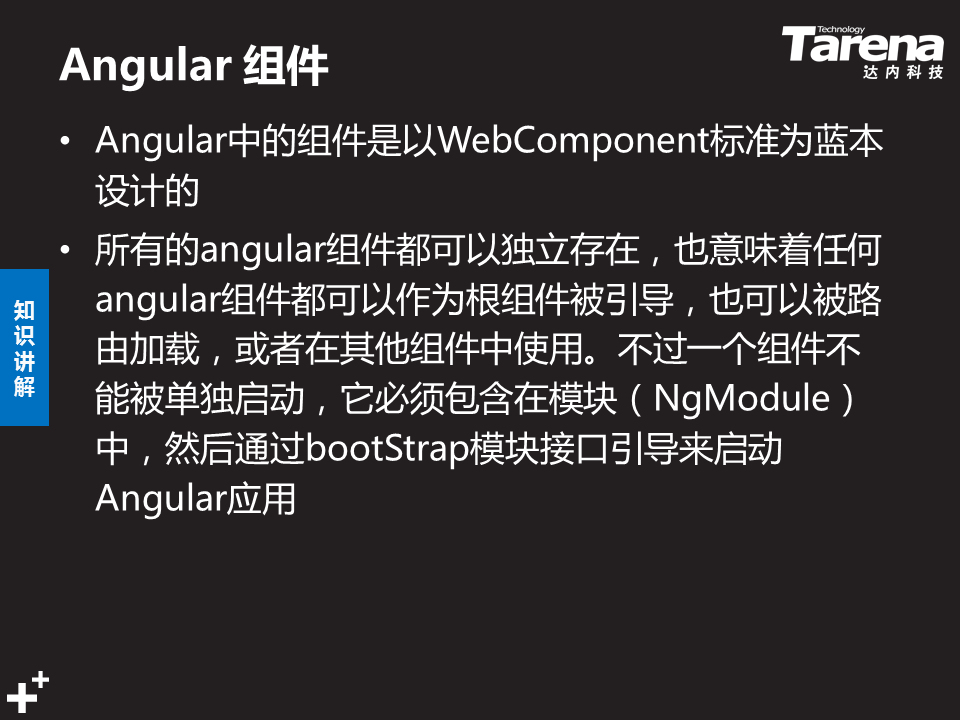 Angular 组件
Technology
Tarena
达内科技
• Angular中的组件是以WebComponent标准为蓝本
设计的
• 所有的angular组件都可以独立存在，也意味着任何
angular组件都可以作为根组件被引导，也可以被路
由加载，或者在其他组件中使用。不过一个组件不
能被单独启动，它必须包含在模块（NgModule）
中，然后通过bootStrap模块接口引导来启动
Angular应用
知
识
讲
解